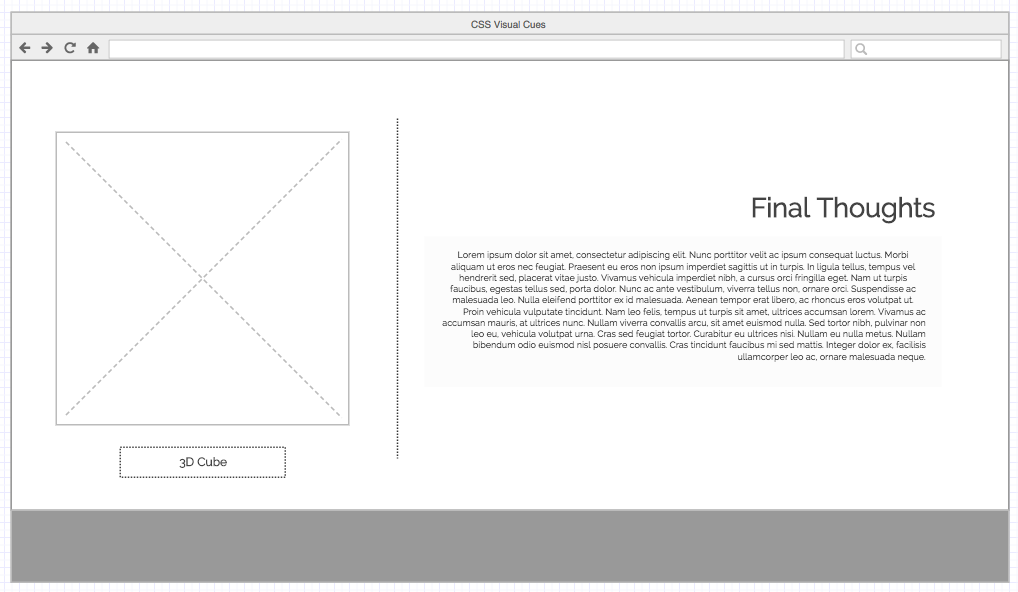 CSS Visual Cues
Final Thoughts
Lorem ipsum dolor sit amet, consectetur adipiscing elit. Nunc porttitor velit ac ipsum consequat luctus. Morbi
aliquam ut eros nec feugiat. Praesent eu eros non ipsum imperdiet sagittis ut in turpis. In ligula tellus, tempus vel
hendrerit sed, placerat vitae justo. Vivamus vehicula imperdiet nibh, a cursus orci fringilla eget. Nam ut turpis
faucibus, egestas tellus sed, porta dolor. Nunc ac ante vestibulum, viverra tellus non, ornare orci. Suspendisse ac
malesuada leo. Nulla eleifend porttitor ex id malesuada. Aenean tempor erat libero, ac rhoncus eros volutpat ut.
Proin vehicula vulputate tincidunt. Nam leo felis, tempus ut turpis sit amet, ultrices accumsan lorem. Vivamus ac
accumsan mauris, at ultrices nunc. Nullam viverra convallis arcu, sit amet euismod nulla. Sed tortor nibh, pulvinar non
leo eu, vehicula volutpat urna. Cras sed feugiat tortor. Curabitur eu ultrices nisi. Nullam eu nulla metus. Nullam
bibendum odio euismod nisl posuere convallis. Cras tincidunt faucibus mi sed mattis. Integer dolor ex, facilisis
ullamcorper leo ac, ornare malesuada neque.
3D Cube